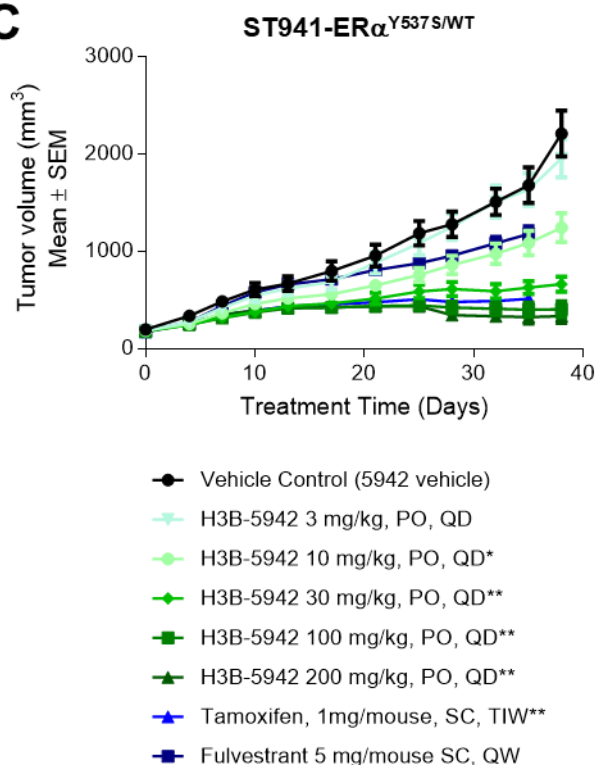 C
ST941-ERα^Y537S/WT
Tumor volume (mm³)
Mean ± SEM
3000
2000
1000
0
0 10 20 30 40
Treatment Time (Days)
Vehicle Control (5942 vehicle)
H3B-5942 3 mg/kg, PO, QD
H3B-5942 10 mg/kg, PO, QD*
H3B-5942 30 mg/kg, PO, QD**
H3B-5942 100 mg/kg, PO, QD**
H3B-5942 200 mg/kg, PO, QD**
Tamoxifen, 1mg/mouse, SC, TIW**
Fulvestrant 5 mg/mouse SC, QW